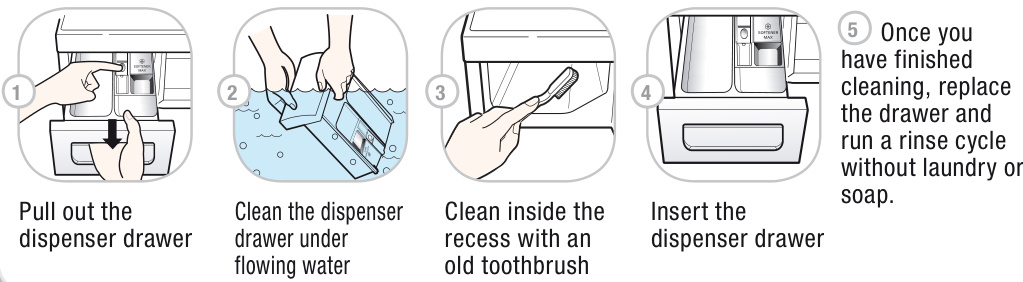 1
SOFTENER
MAX
Pull out the
dispenser drawer
2
Clean the dispenser
drawer under
flowing water
3
Clean inside the
recess with an
old toothbrush
4
SOFTENER
MAX
Insert the
dispenser drawer
5 Once you
have finished
cleaning, replace
the drawer and
run a rinse cycle
without laundry or
soap.